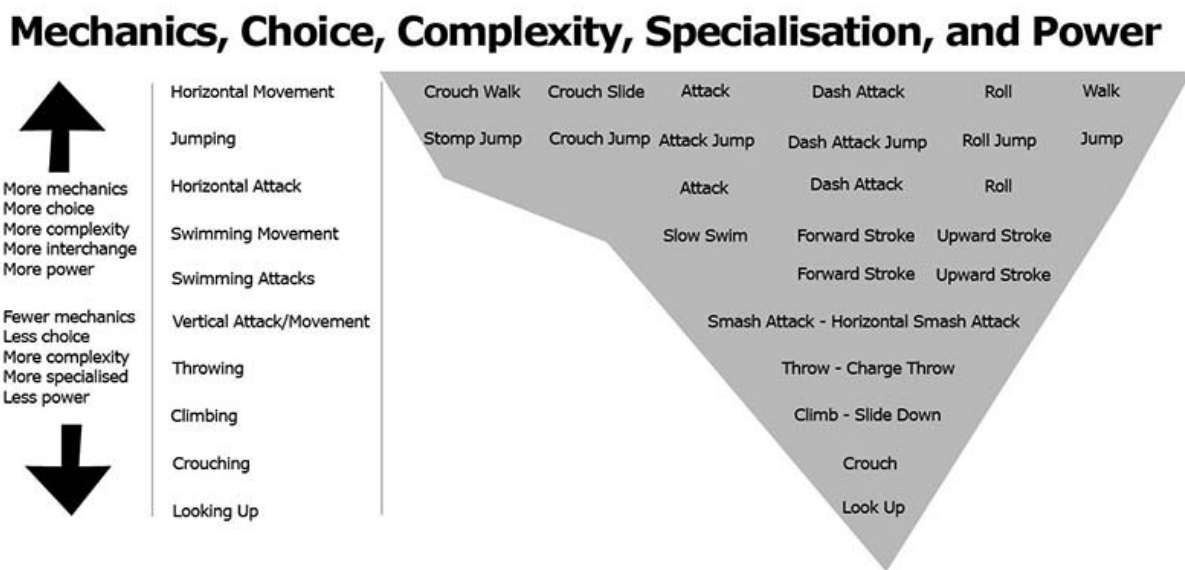 Mechanics, Choice, Complexity, Specialisation, and Power
More mechanics
More choice
More complexity
More interchange
More power
Fewer mechanics
Less choice
More complexity
More specialised
Less power
Horizontal Movement Crouch Walk Crouch Slide Attack Dash Attack Roll Walk
Jumping Stomp Jump Crouch Jump Attack Jump Dash Attack Jump Roll Jump Jump
Horizontal Attack Attack Dash Attack Roll
Swimming Movement Slow Swim Forward Stroke Upward Stroke
Swimming Attacks Forward Stroke Upward Stroke
Vertical Attack/Movement Smash Attack - Horizontal Smash Attack
Throwing Throw - Charge Throw
Climbing Climb - Slide Down
Crouching Crouch
Looking Up Look Up